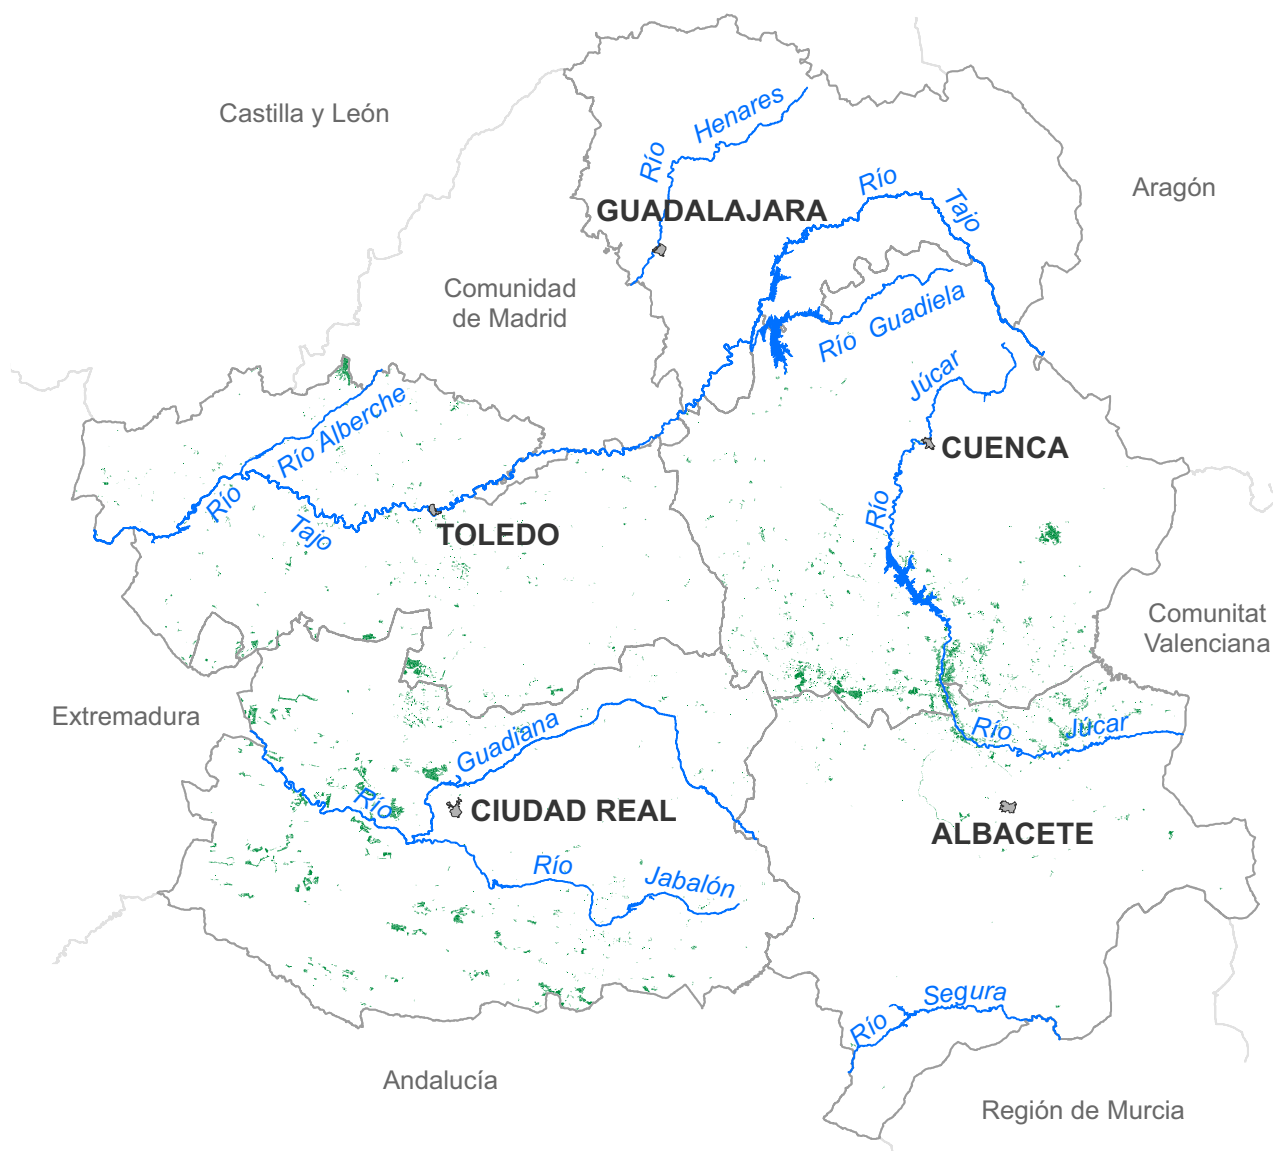 Castilla y León
Río Henares
Aragón
GUADALAJARA
Río Tajo
Comunidad
de Madrid
Río Guadiela
Júcar
Río Alberche
CUENCA
Río
Río
Tajo
TOLEDO
Comunitat
Valenciana
Extremadura
Guadiana
Río Júcar
Río
CIUDAD REAL
ALBACETE
Río Jabalón
Río Segura
Andalucía
Región de Murcia